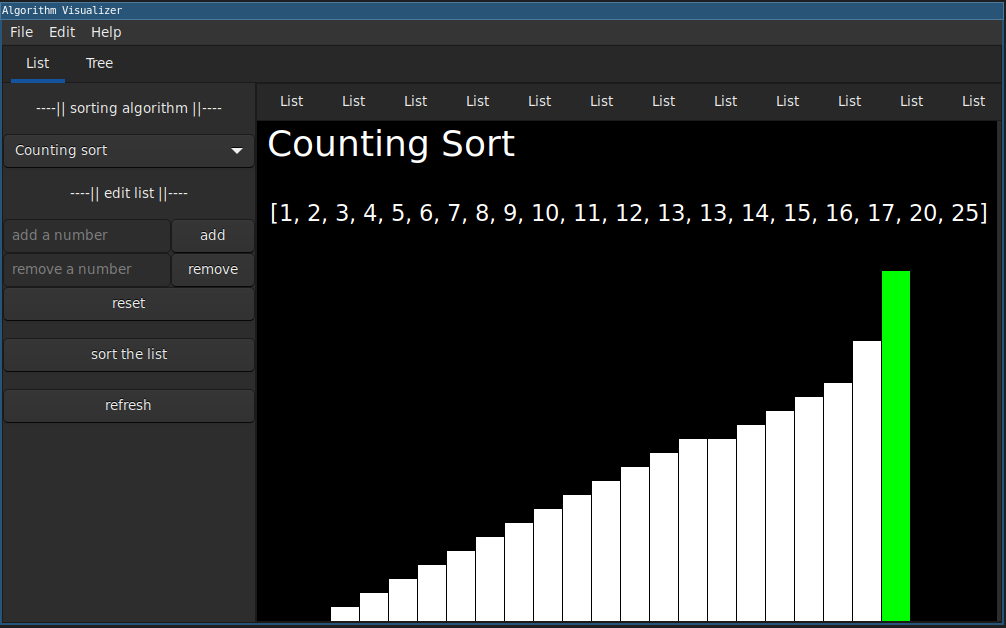 Algorithm Visualizer
File Edit Help
List Tree
----|| sorting algorithm ||----
Counting sort
----|| edit list ||----
add a number add
remove a number remove
reset
sort the list
refresh
List List List List List List List List List List List List
Counting Sort
[1, 2, 3, 4, 5, 6, 7, 8, 9, 10, 11, 12, 13, 13, 14, 15, 16, 17, 20, 25]